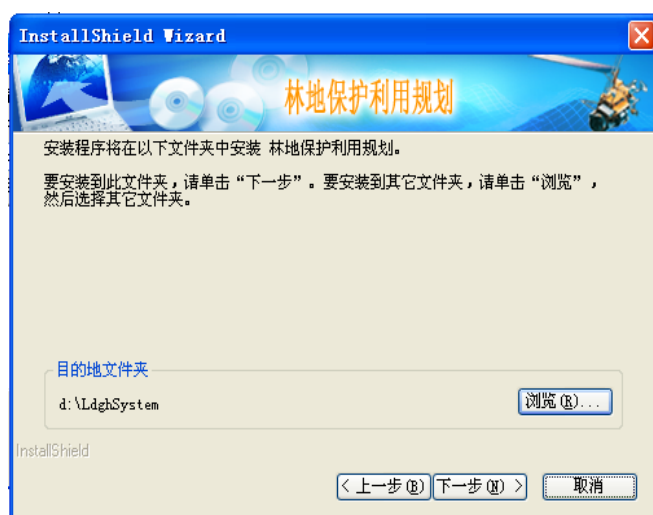 InstallShield Wizard
林地保护利用规划
安装程序将在以下文件夹中安装 林地保护利用规划。
要安装到此文件夹，请单击“下一步”。要安装到其它文件夹，请单击“浏览”，
然后选择其它文件夹。
目的地文件夹
d:\LdghSystem
浏览(R)...
InstallShield
< 上一步(B) 下一步(N) > 取消